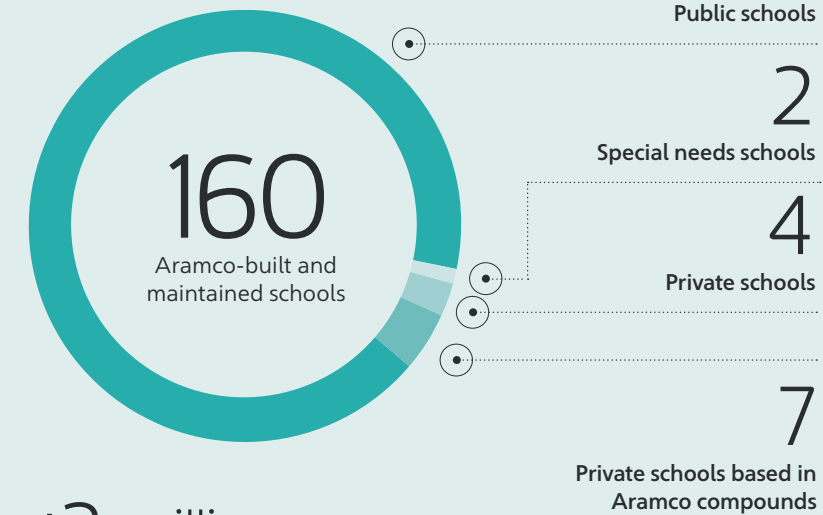 Public schools
2
Special needs schools
4
Private schools
160
Aramco-built and
maintained schools
7
Private schools based in
Aramco compounds